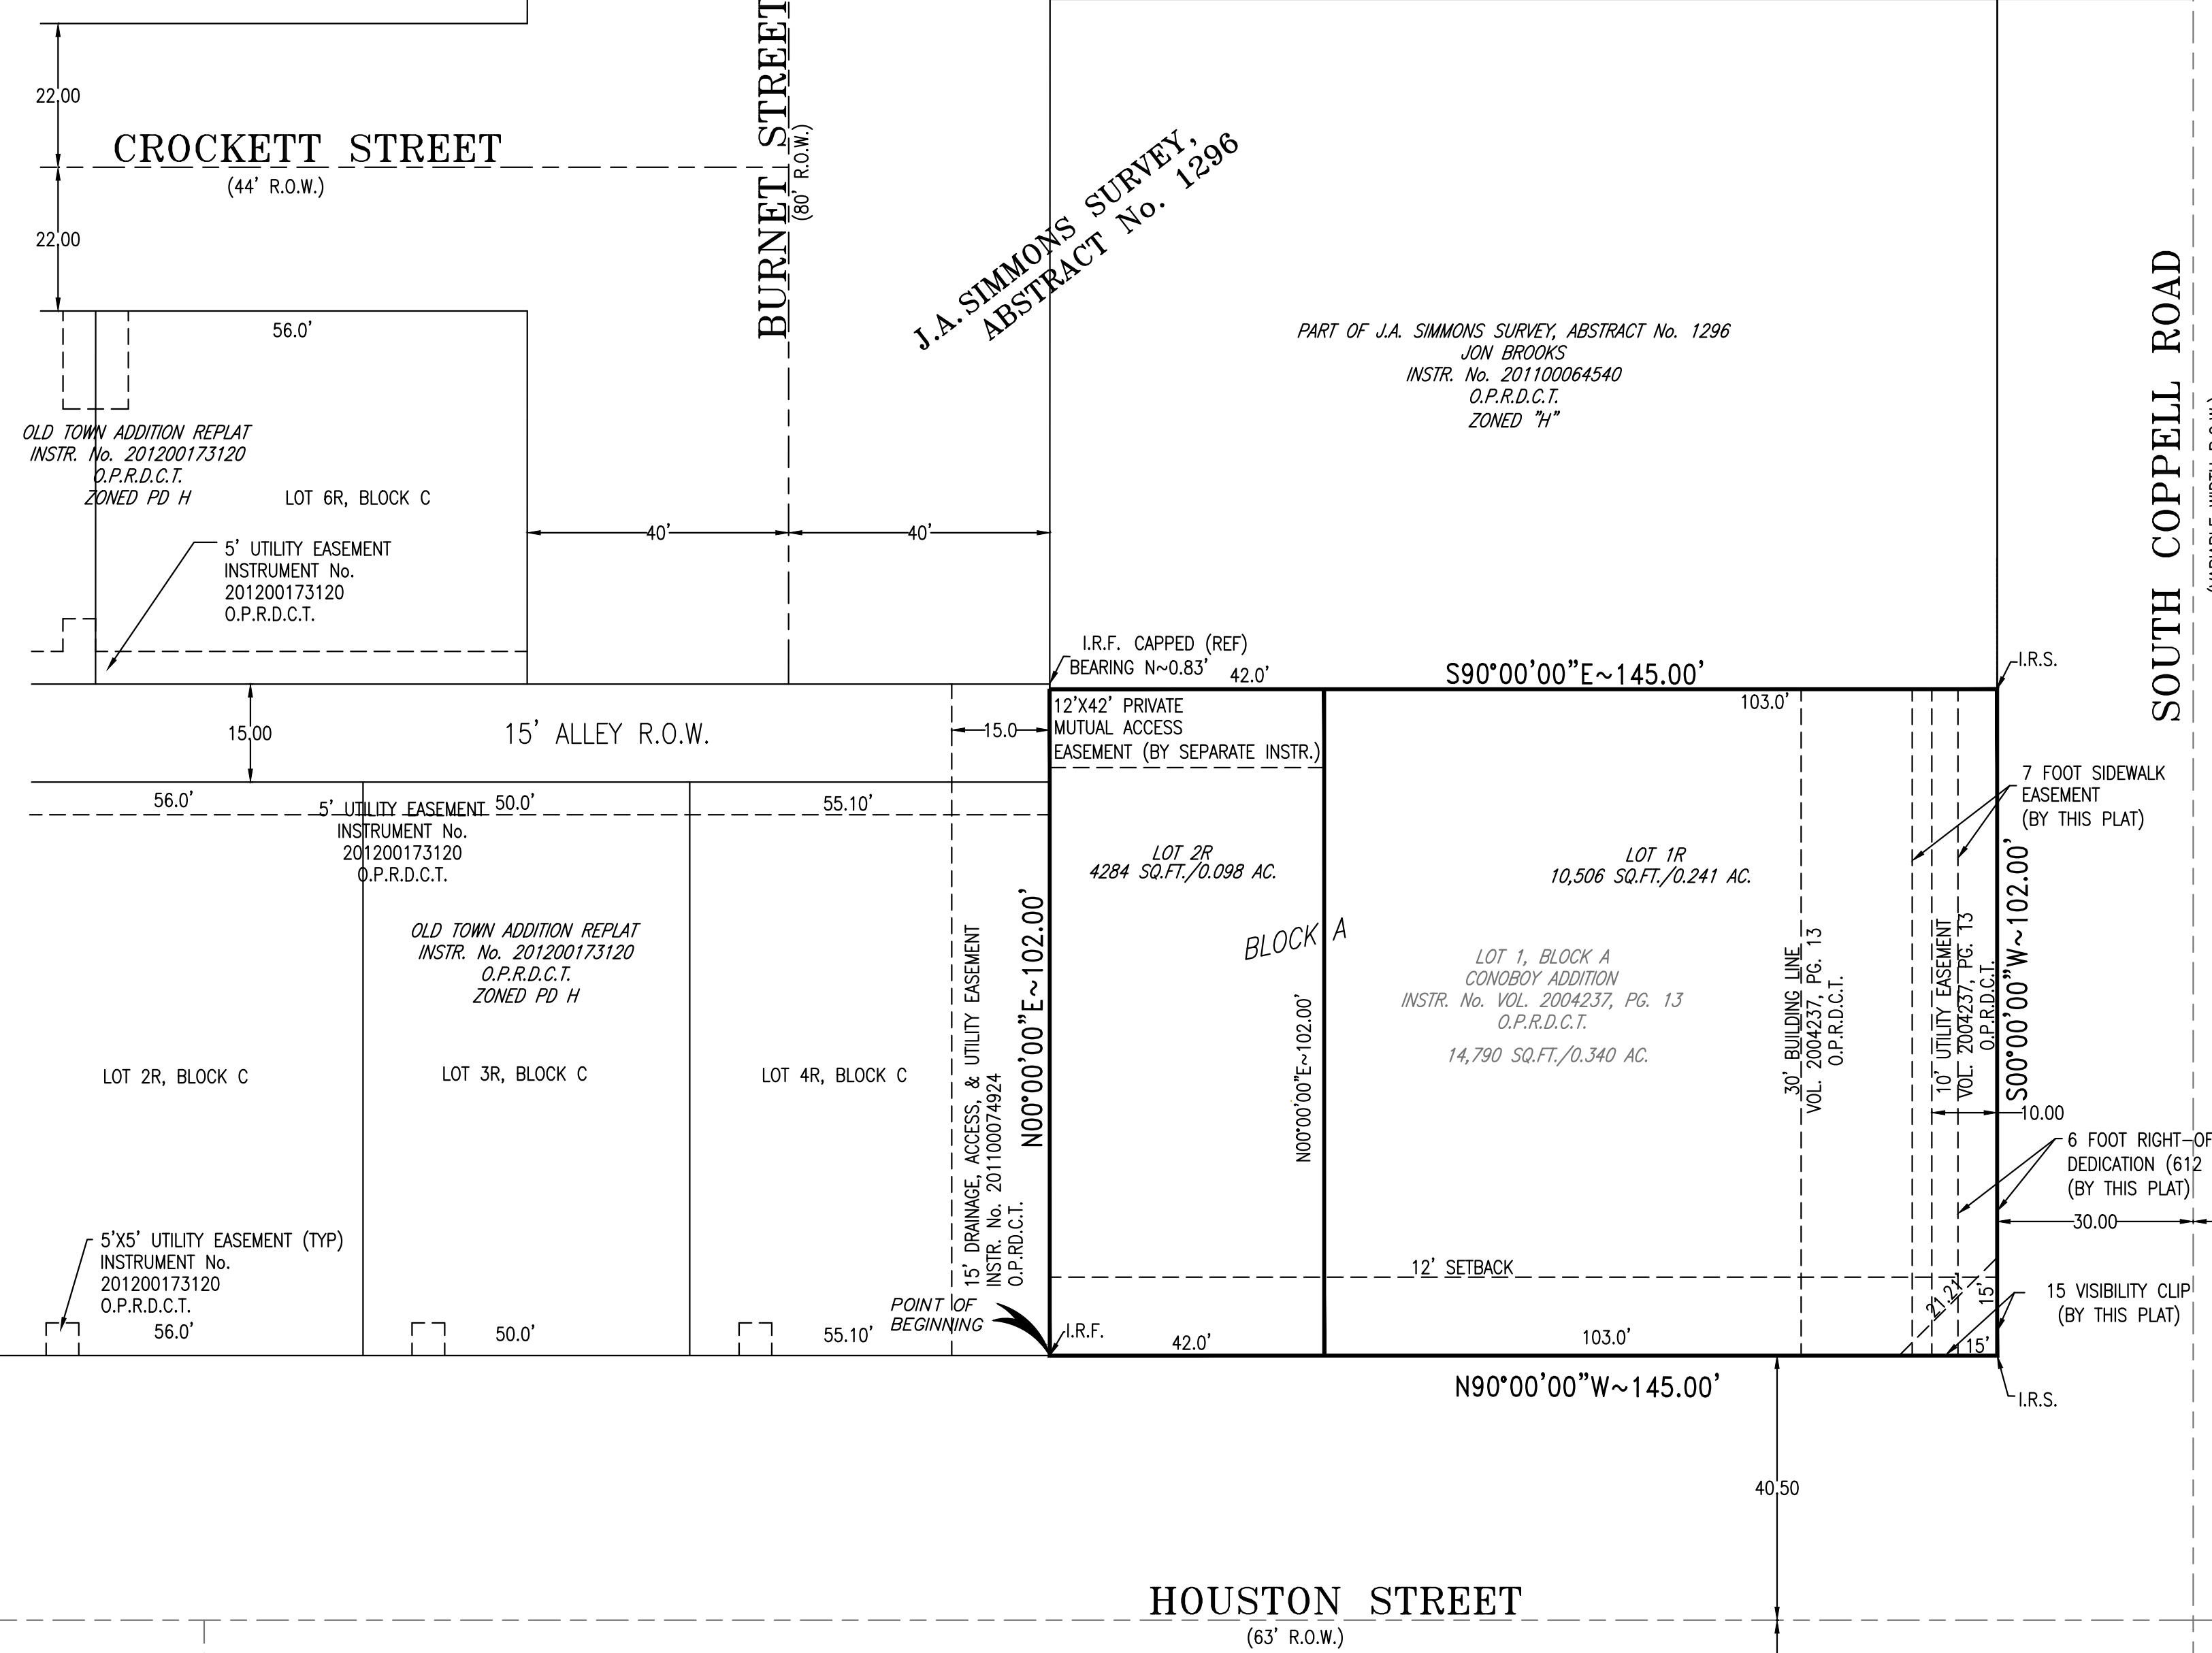 22.00
CROCKETT STREET
(44' R.O.W.)
22.00
BURNET STREET
(80' R.O.W.)
J.A.SIMMONS SURVEY,
ABSTRACT No. 1296
56.0'
OLD TOWN ADDITION REPLAT
INSTR. No. 201200173120
O.P.R.D.C.T.
ZONED PD H
LOT 6R, BLOCK C
5' UTILITY EASEMENT
INSTRUMENT No.
201200173120
O.P.R.D.C.T.
40'
40'
PART OF J.A. SIMMONS SURVEY, ABSTRACT No. 1296
JON BROOKS
INSTR. No. 201100064540
O.P.R.D.C.T.
ZONED "H"
SOUTH COPPELL ROAD
I.R.F. CAPPED (REF)
BEARING N~0.83'
42.0'
S90°00'00"E~145.00'
I.R.S.
103.0'
15.00
15' ALLEY R.O.W.
15.0
12'X42' PRIVATE
MUTUAL ACCESS
EASEMENT (BY SEPARATE INSTR.)
7 FOOT SIDEWALK
EASEMENT
(BY THIS PLAT)
56.0'
50.0'
55.10'
5' UTILITY EASEMENT
INSTRUMENT No.
201200173120
O.P.R.D.C.T.
LOT 2R
4284 SQ.FT./0.098 AC.
LOT 1R
10,506 SQ.FT./0.241 AC.
BLOCK A
OLD TOWN ADDITION REPLAT
INSTR. No. 201200173120
O.P.R.D.C.T.
ZONED PD H
LOT 1, BLOCK A
CONOBOY ADDITION
INSTR. No. VOL. 2004237, PG. 13
O.P.R.D.C.T.
14,790 SQ.FT./0.340 AC.
LOT 2R, BLOCK C
LOT 3R, BLOCK C
LOT 4R, BLOCK C
15' DRAINAGE, ACCESS, & UTILITY EASEMENT
INSTR. No. 201100074924
O.P.RD.C.T.
N00°00'00"E~102.00'
N00°00'00"E~102.00'
30' BUILDING LINE
VOL. 2004237, PG. 13
O.P.R.D.C.T.
10' UTILITY EASEMENT
VOL. 2004237, PG. 13
O.P.R.D.C.T.
S00°00'00"W~102.00'
10.00
6 FOOT RIGHT-OF
DEDICATION (612
(BY THIS PLAT)
30.00
5'X5' UTILITY EASEMENT (TYP)
INSTRUMENT No.
201200173120
O.P.R.D.C.T.
56.0'
50.0'
55.10'
POINT OF
BEGINNING
I.R.F.
12' SETBACK
42.0'
103.0'
21.21'
15'
15'
15 VISIBILITY CLIP
(BY THIS PLAT)
N90°00'00"W~145.00'
I.R.S.
40.50
HOUSTON STREET
(63' R.O.W.)